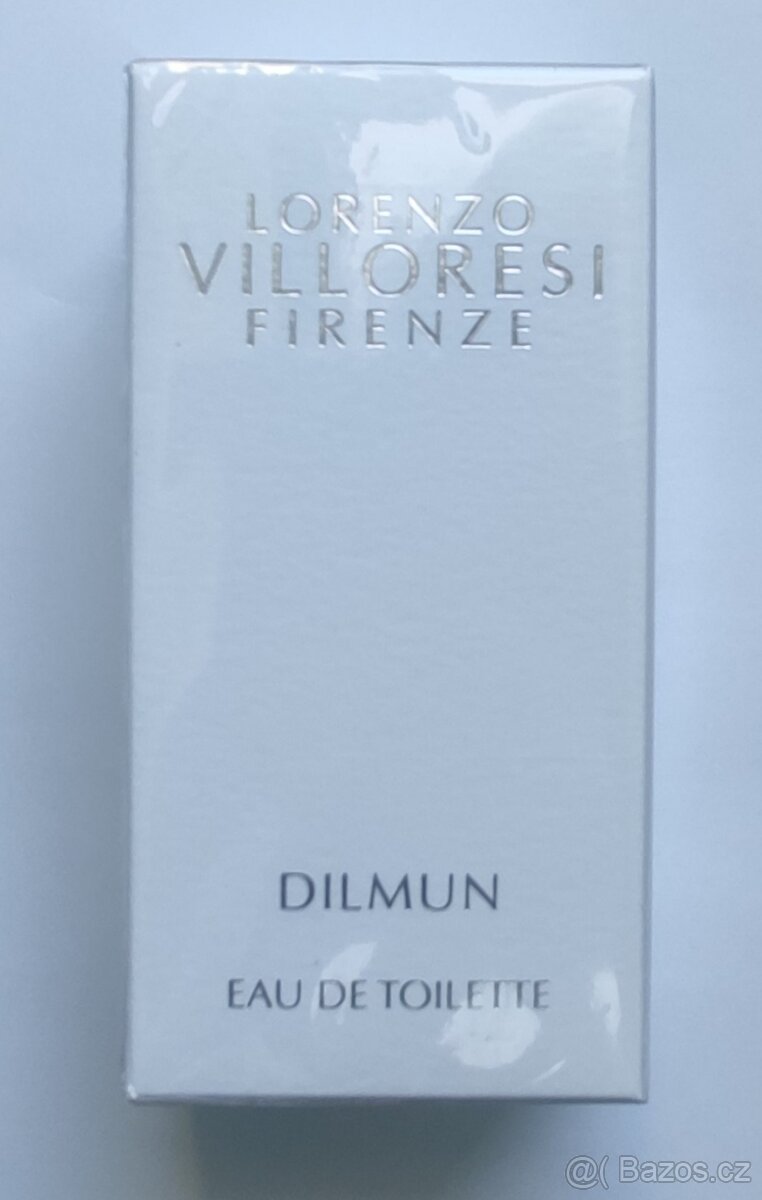 LORENZO
VILLORESI
FIRENZE
DILMUN
EAU DE TOILETTE
@( Bazos.cz